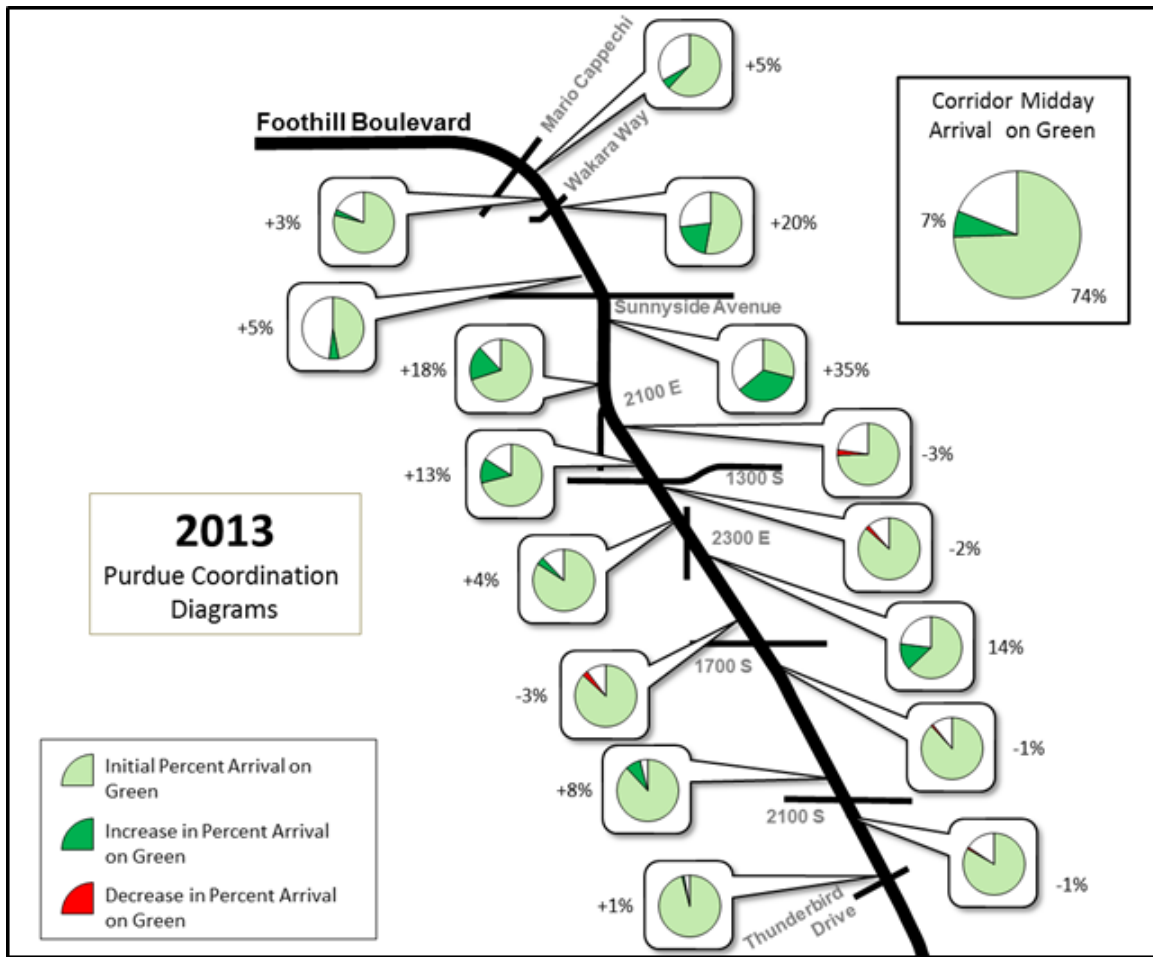 Mario Cappechi
+5%
Corridor Midday
Arrival on Green
Foothill Boulevard
Wakara Way
+3%
+20%
7%
74%
Sunnyside Avenue
+5%
+18%
+35%
2100 E
-3%
+13%
1300 S
2013
Purdue Coordination
Diagrams
2300 E
-2%
+4%
14%
1700 S
-3%
-1%
Initial Percent Arrival on
Green
Increase in Percent Arrival
on Green
Decrease in Percent Arrival
on Green
+8%
2100 S
-1%
+1%
Thunderbird
Drive